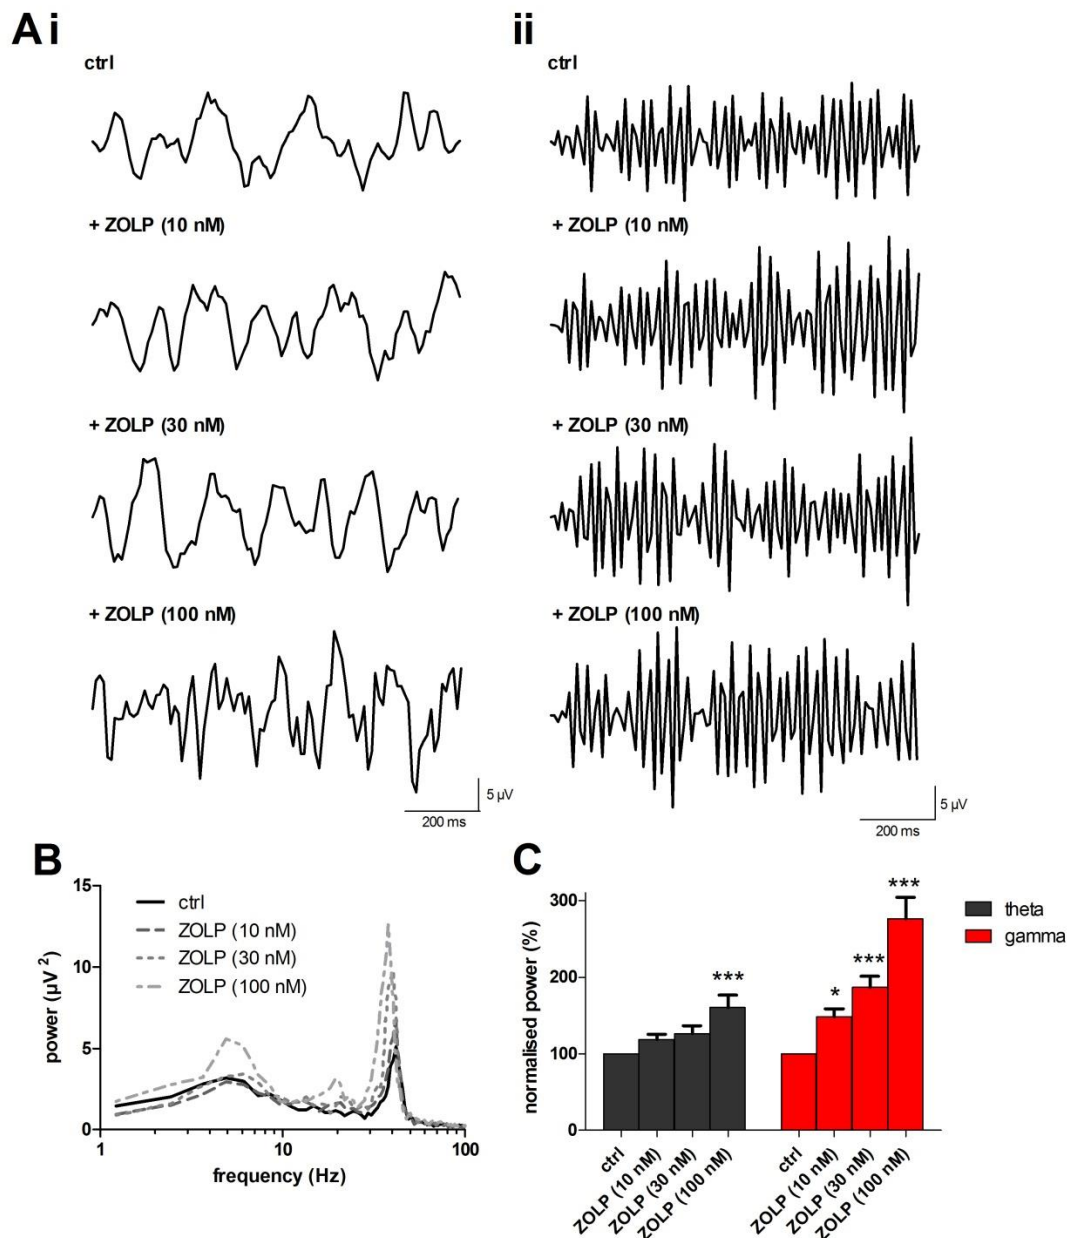 A i
ii
ctrl
ctrl
+ ZOLP (10 nM)
+ ZOLP (10 nM)
+ ZOLP (30 nM)
+ ZOLP (30 nM)
+ ZOLP (100 nM)
+ ZOLP (100 nM)
5 µV
200 ms
5 µV
200 ms
B
15
10
5
0
power (µV ²)
ctrl
ZOLP (10 nM)
ZOLP (30 nM)
ZOLP (100 nM)
1
10
100
frequency (Hz)
C
300
200
100
0
normalised power (%)
***
*
***
***
theta
gamma
ctrl
ZOLP (10 nM)
ZOLP (30 nM)
ZOLP (100 nM)
ctrl
ZOLP (10 nM)
ZOLP (30 nM)
ZOLP (100 nM)